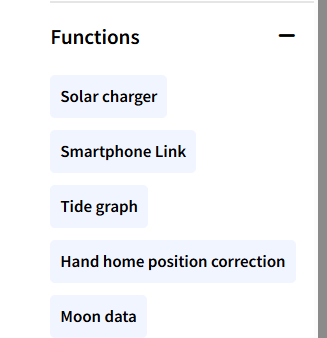 Functions
Solar charger
Smartphone Link
Tide graph
Hand home position correction
Moon data